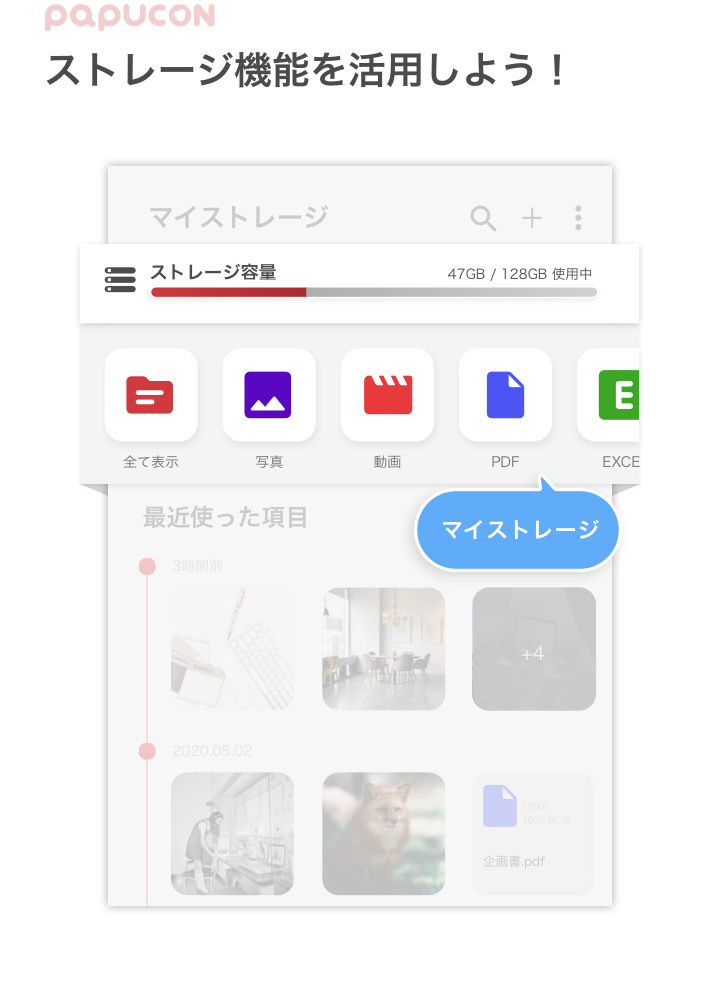 papucon
ストレージ機能を活用しよう！
マイストレージ
ストレージ容量
47GB / 128GB 使用中
全て表示
写真
動画
PDF
E
EXCE
マイストレージ
最近使った項目
3時間前
+4
2020.05.02
2020.05.10
企画書.pdf